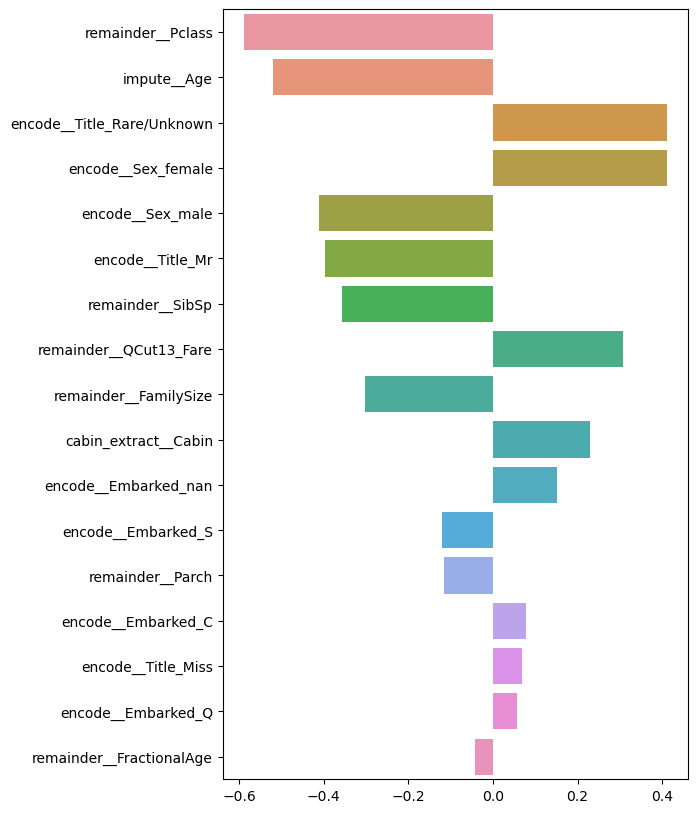 remainder__Pclass
impute__Age
encode__Title_Rare/Unknown
encode__Sex_female
encode__Sex_male
encode__Title_Mr
remainder__SibSp
remainder__QCut13_Fare
remainder__FamilySize
cabin_extract__Cabin
encode__Embarked_nan
encode__Embarked_S
remainder__Parch
encode__Embarked_C
encode__Title_Miss
encode__Embarked_Q
remainder__FractionalAge
−0.6 −0.4 −0.2 0.0 0.2 0.4